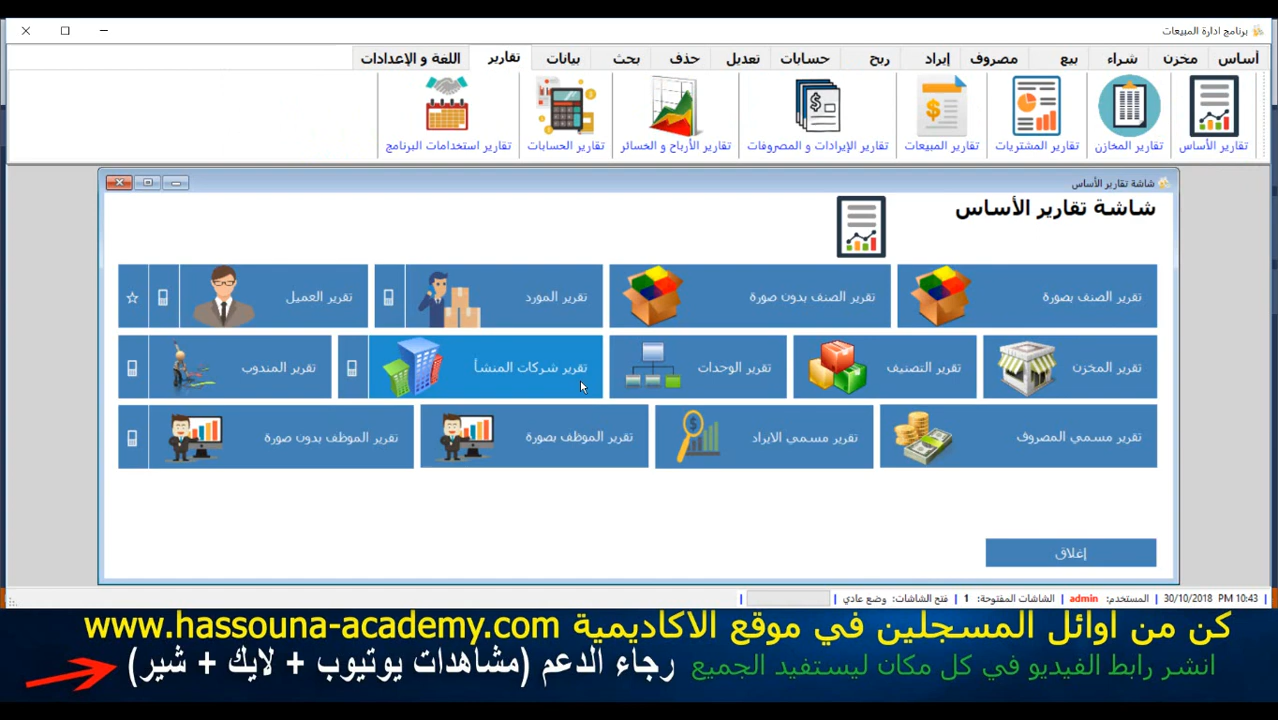 برنامج ادارة المبيعات
أساس مخزن شراء بيع مصروف إيراد ربح حسابات تعديل حذف بحث بيانات تقارير اللغة و الإعدادات
تقارير الأساس تقارير المخازن تقارير المشتريات تقارير المبيعات تقارير الإيرادات و المصروفات تقارير الأرباح و الخسائر تقارير الحسابات تقارير استخدامات البرنامج
شاشة تقارير الأساس
شاشة تقارير الأساس
تقرير الصنف بصورة تقرير الصنف بدون صورة تقرير المورد تقرير العميل
تقرير المخزن تقرير التصنيف تقرير الوحدات تقرير شركات المنشأ تقرير المندوب
تقرير مسمي المصروف تقرير مسمي الايراد تقرير الموظف بصورة تقرير الموظف بدون صورة
إغلاق
30/10/2018 PM 10:43 المستخدم: admin الشاشات المفتوحة: 1 فتح الشاشات: وضع عادي
كن من اوائل المسجلين في موقع الاكاديمية www.hassouna-academy.com
انشر رابط الفيديو في كل مكان ليستفيد الجميع رجاء الدعم (مشاهدات يوتيوب + لايك + شير)